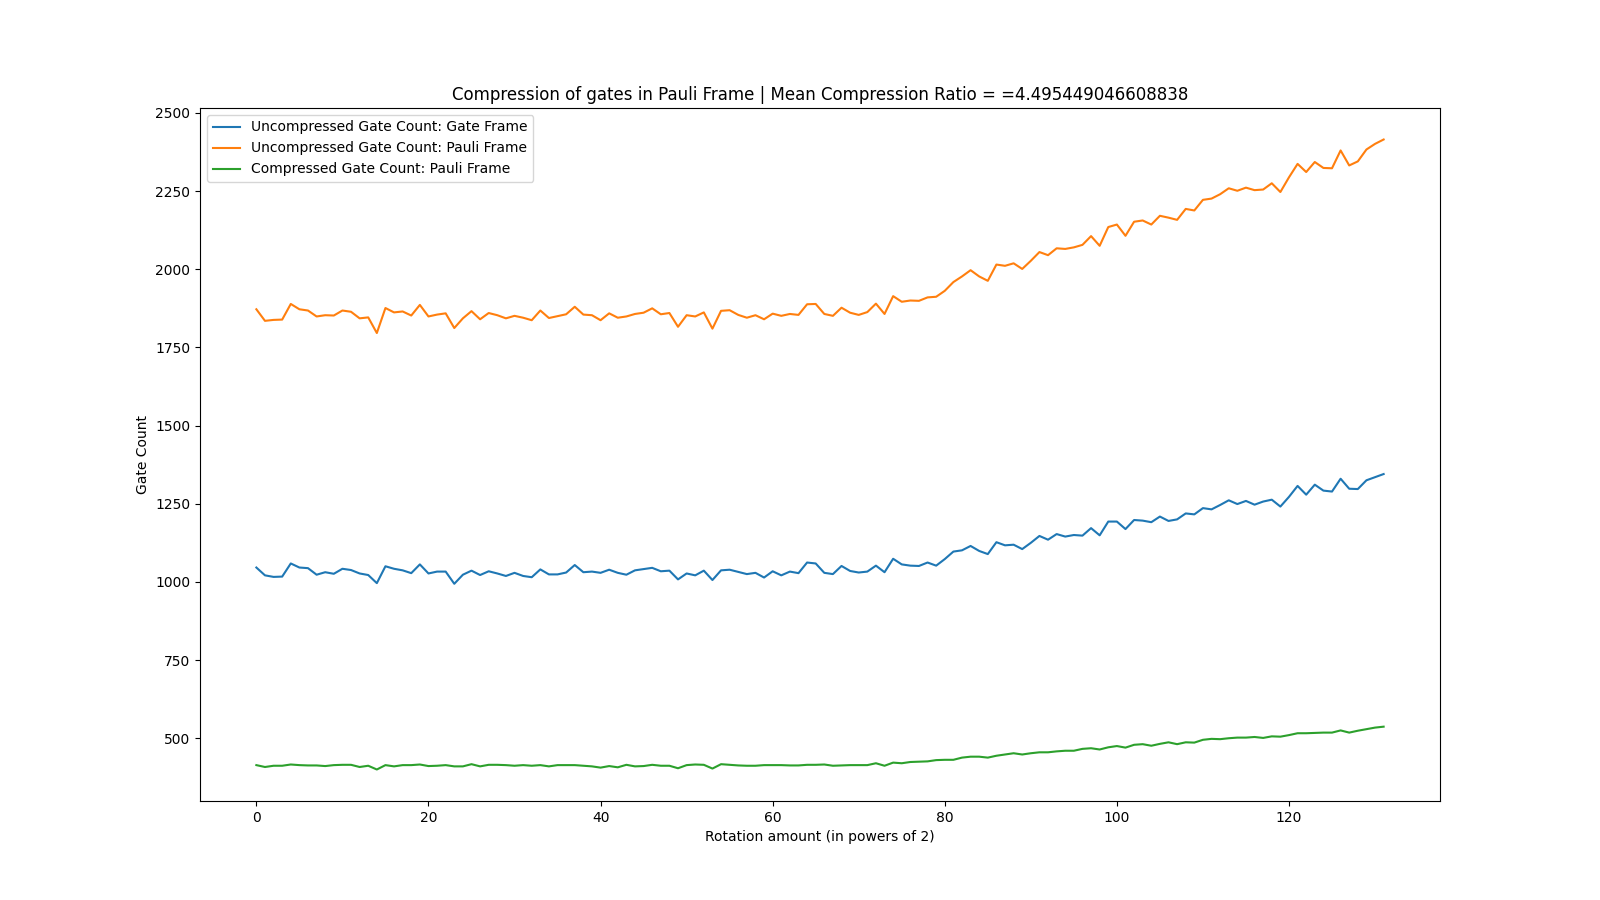 Compression of gates in Pauli Frame | Mean Compression Ratio = =4.495449046608838
Uncompressed Gate Count: Gate Frame
Uncompressed Gate Count: Pauli Frame
Compressed Gate Count: Pauli Frame
2500
2250
2000
1750
1500
1250
1000
750
500
Gate Count
0 20 40 60 80 100 120
Rotation amount (in powers of 2)